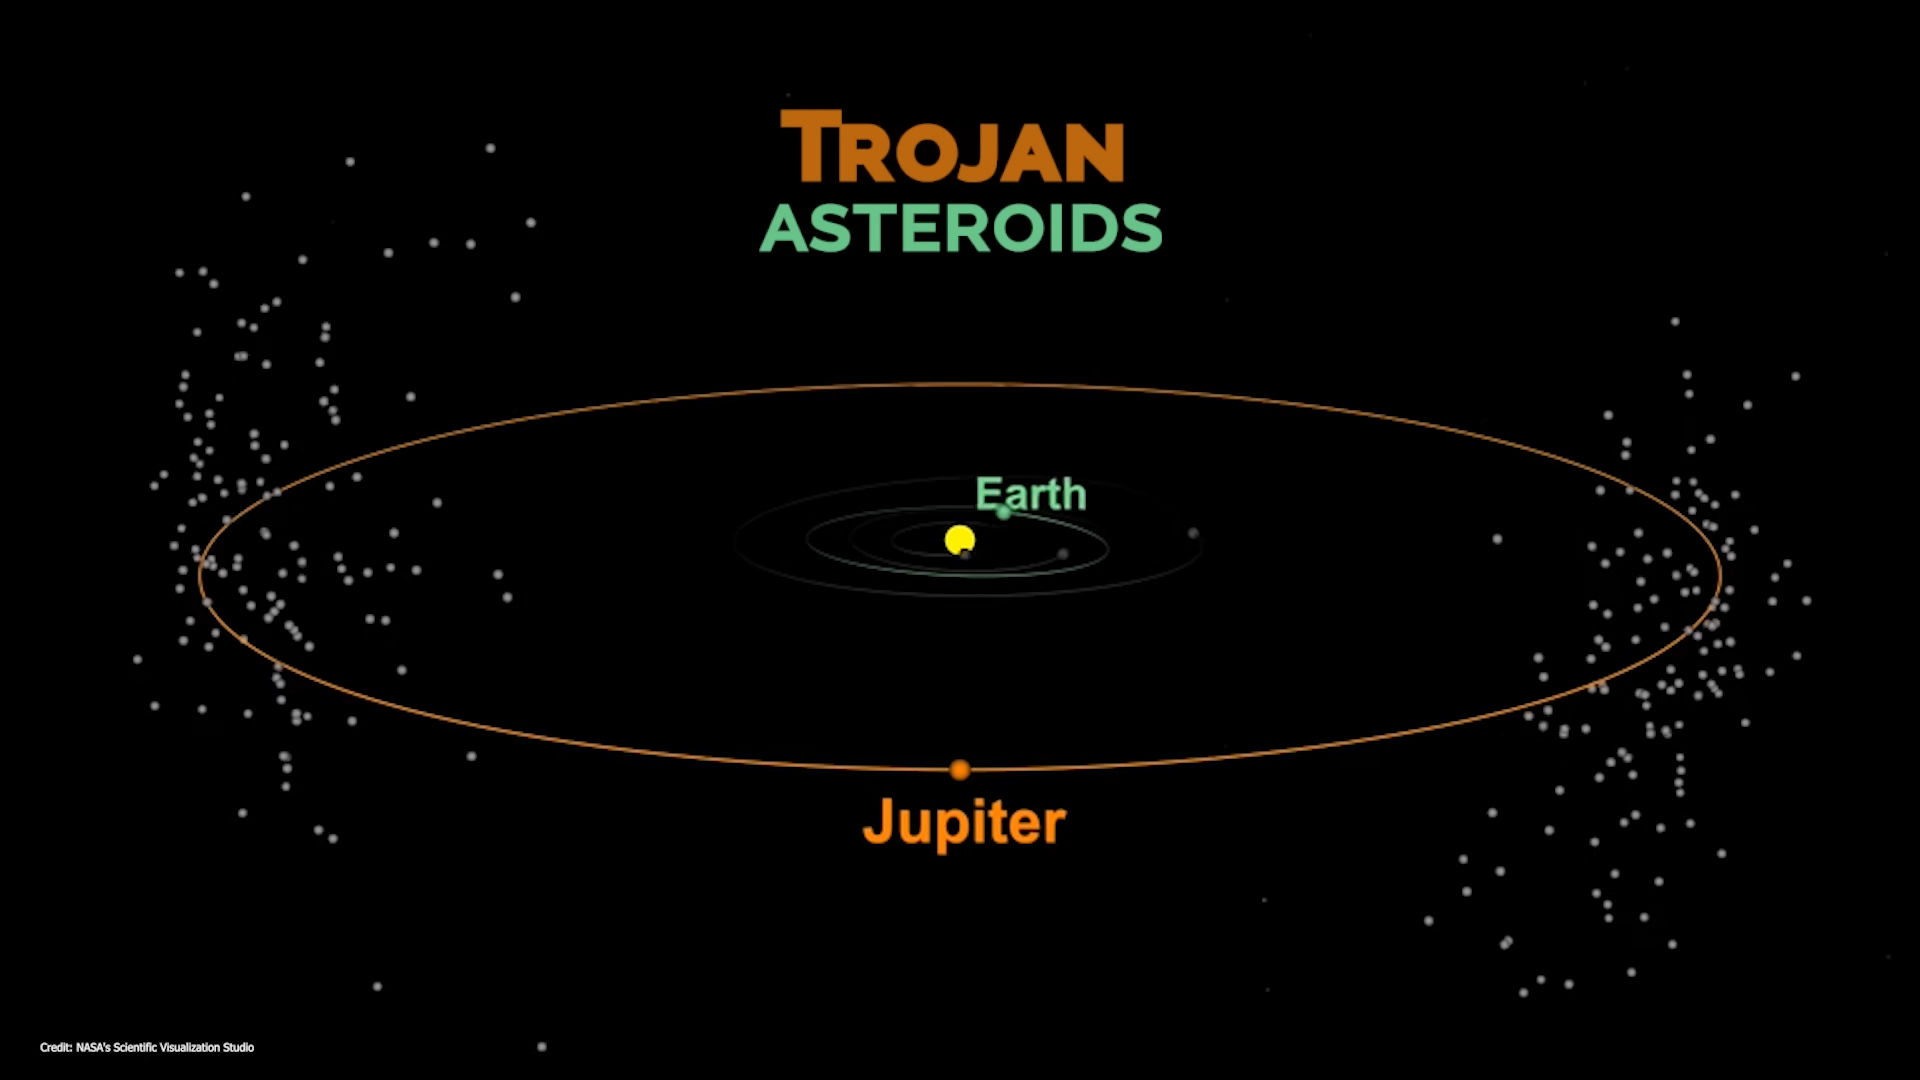 TROJAN
ASTEROIDS
Earth
Jupiter
Credit: NASA's Scientific Visualization Studio